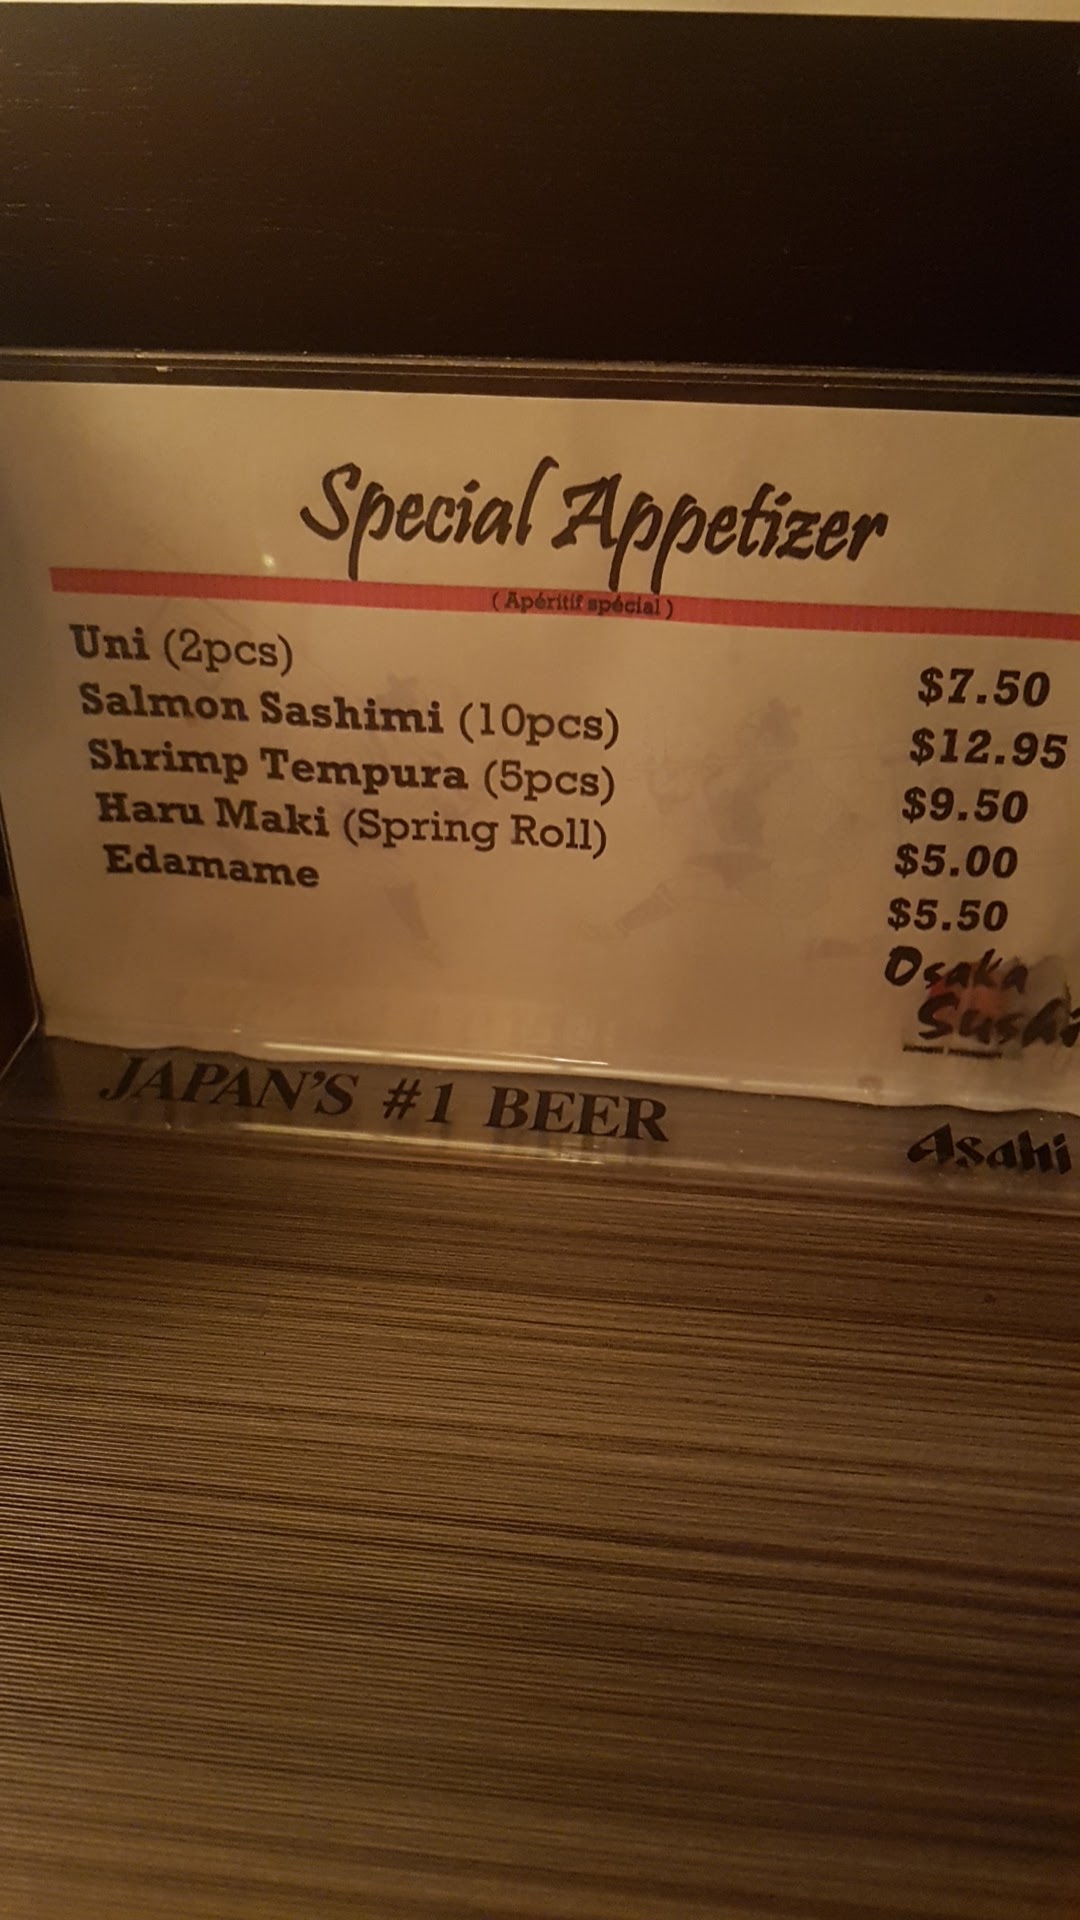 Special Appetizer
( Apéritif spécial )
Uni (2pcs) $7.50
Salmon Sashimi (10pcs) $12.95
Shrimp Tempura (5pcs) $9.50
Haru Maki (Spring Roll) $5.00
Edamame $5.50
Osaka
Sushi
JAPAN'S #1 BEER Asahi